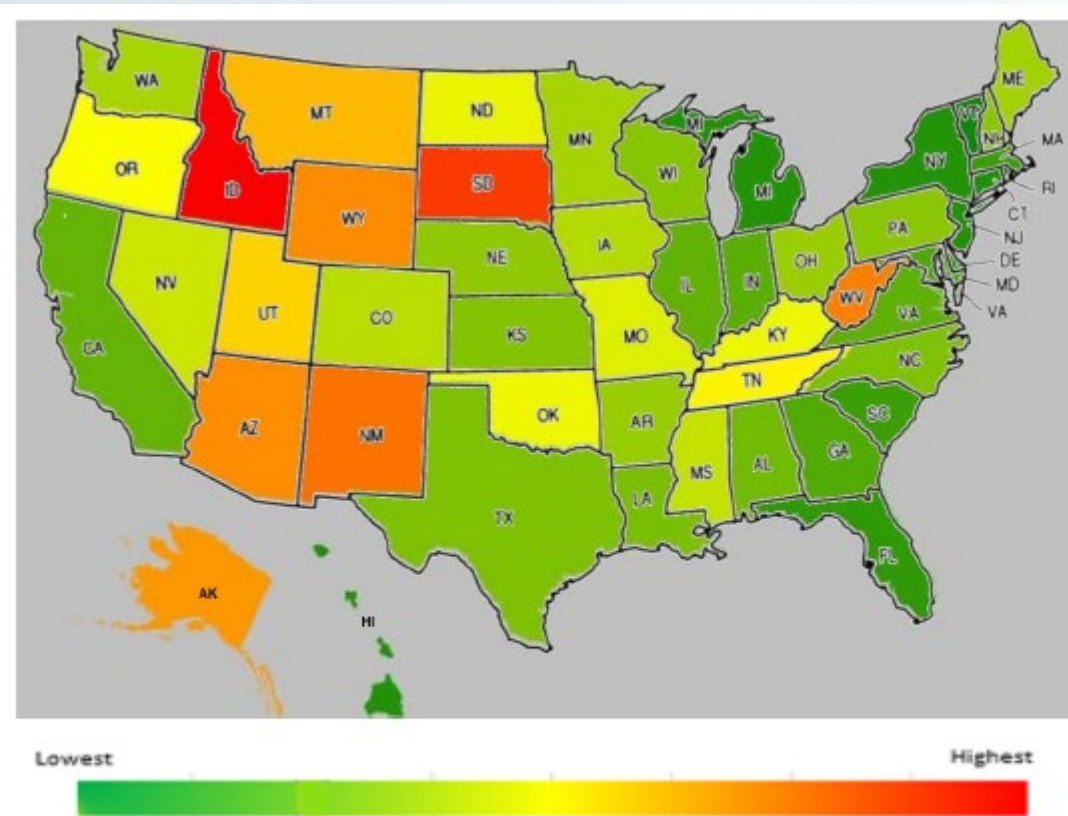 ME
WA
MT
ND
MN
VT
NH
MA
MI
NY
OR
ID
SD
WI
MI
RI
WY
CT
PA
NJ
IA
NE
OH
DE
NV
IL
IN
WV
MD
UT
CO
VA
VA
KS
MO
KY
CA
NC
TN
AZ
NM
OK
AR
SC
MS
AL
GA
LA
TX
FL
AK
HI
Lowest
Highest